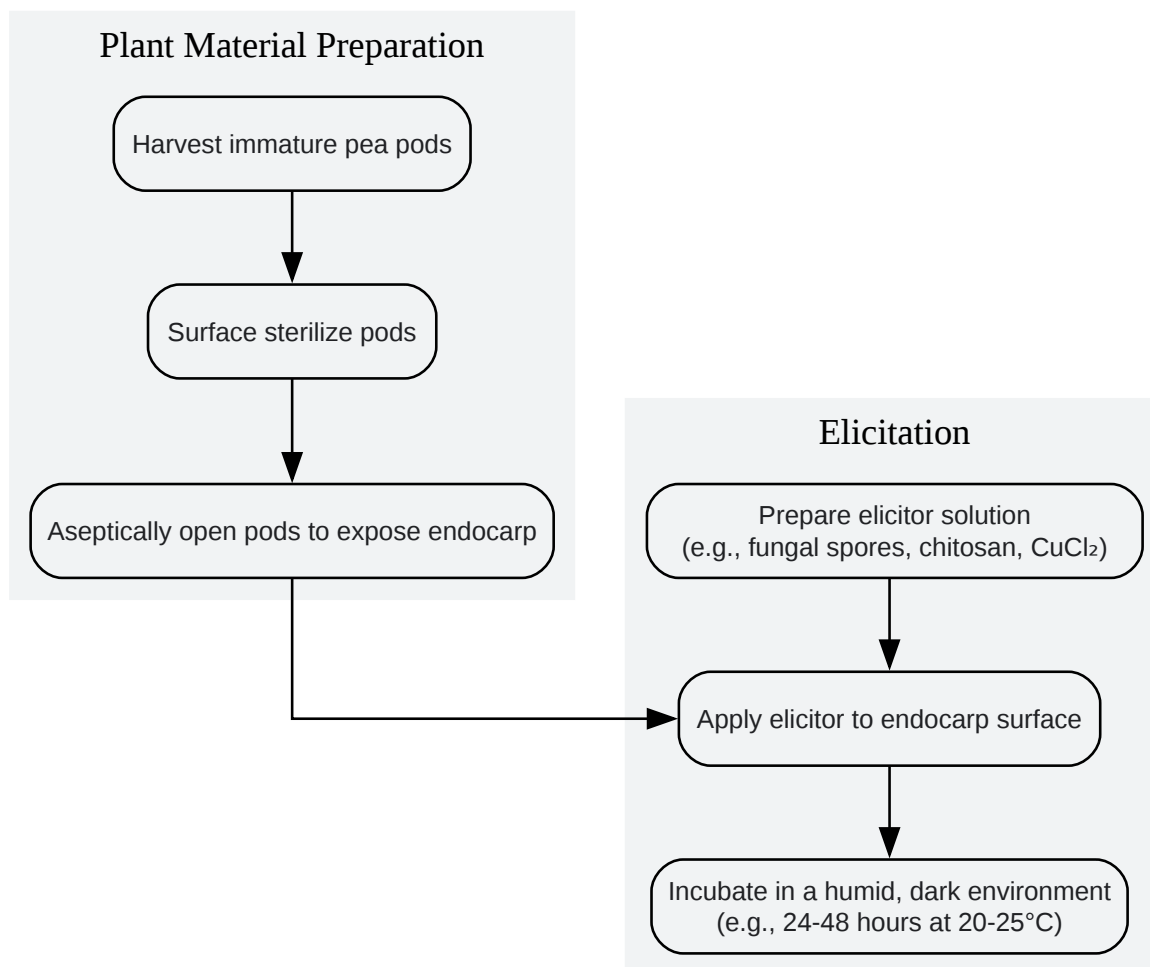 Plant Material Preparation
Harvest immature pea pods
Surface sterilize pods
Aseptically open pods to expose endocarp
Elicitation
Prepare elicitor solution
(e.g., fungal spores, chitosan, CuCl₂)
Apply elicitor to endocarp surface
Incubate in a humid, dark environment
(e.g., 24-48 hours at 20-25°C)